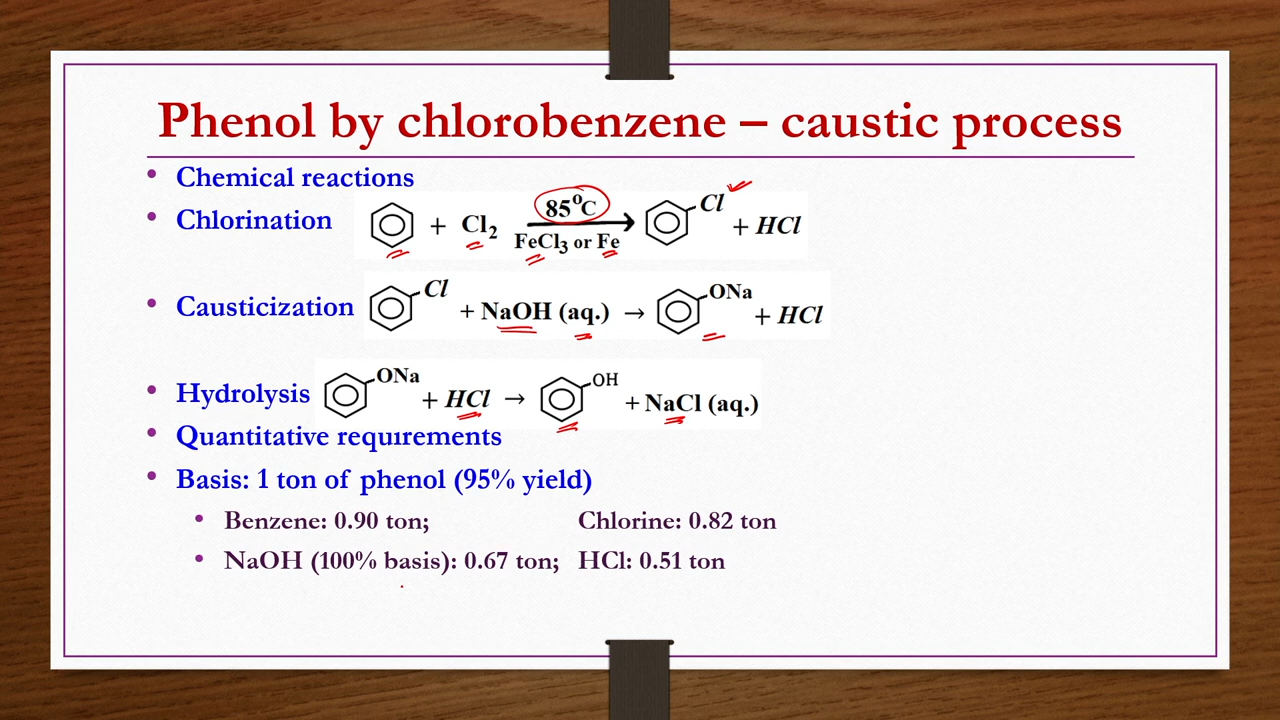 Phenol by chlorobenzene – caustic process
• Chemical reactions
• Chlorination + Cl₂ 85⁰C FeCl₃ or Fe Cl + HCl
• Causticization Cl + NaOH (aq.) → ONa + HCl
• Hydrolysis ONa + HCl → OH + NaCl (aq.)
• Quantitative requirements
• Basis: 1 ton of phenol (95% yield)
• Benzene: 0.90 ton; Chlorine: 0.82 ton
• NaOH (100% basis): 0.67 ton; HCl: 0.51 ton